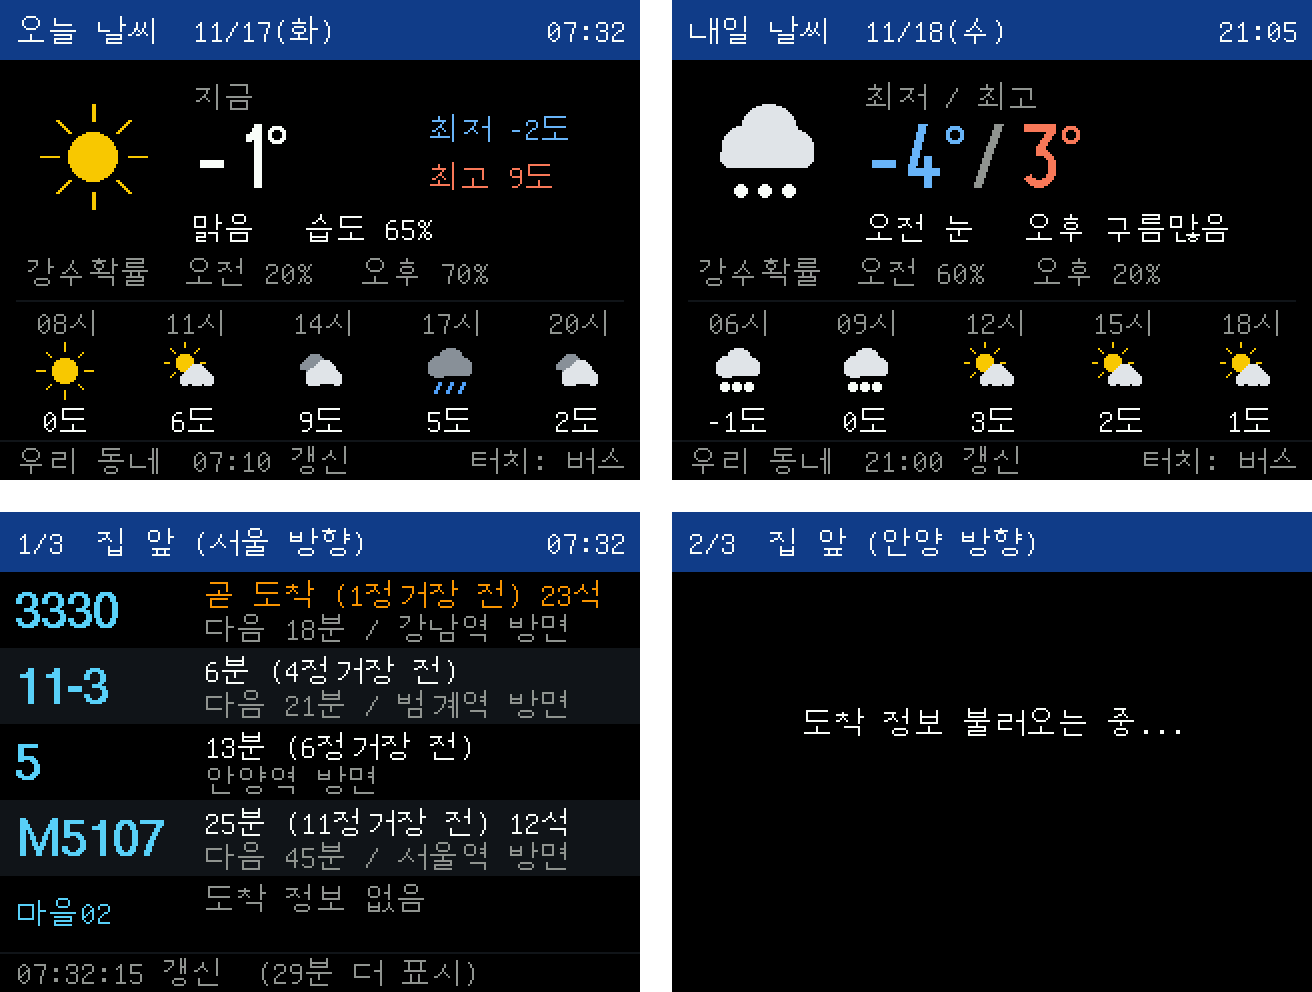 오늘 날씨 11/17(화) 07:32
지금
-1°
최저 -2도
최고 9도
맑음 습도 65%
강수확률 오전 20% 오후 70%
08시 11시 14시 17시 20시
0도 6도 9도 5도 2도
우리 동네 07:10 갱신 터치: 버스
내일 날씨 11/18(수) 21:05
최저 / 최고
-4°/3°
오전 눈 오후 구름많음
강수확률 오전 60% 오후 20%
06시 09시 12시 15시 18시
-1도 0도 3도 2도 1도
우리 동네 21:00 갱신 터치: 버스
1/3 집 앞 (서울 방향) 07:32
3330 곧 도착 (1정거장 전) 23석
다음 18분 / 강남역 방면
11-3 6분 (4정거장 전)
다음 21분 / 범계역 방면
5 13분 (6정거장 전)
안양역 방면
M5107 25분 (11정거장 전) 12석
다음 45분 / 서울역 방면
마을02 도착 정보 없음
07:32:15 갱신 (29분 더 표시)
2/3 집 앞 (안양 방향)
도착 정보 불러오는 중...